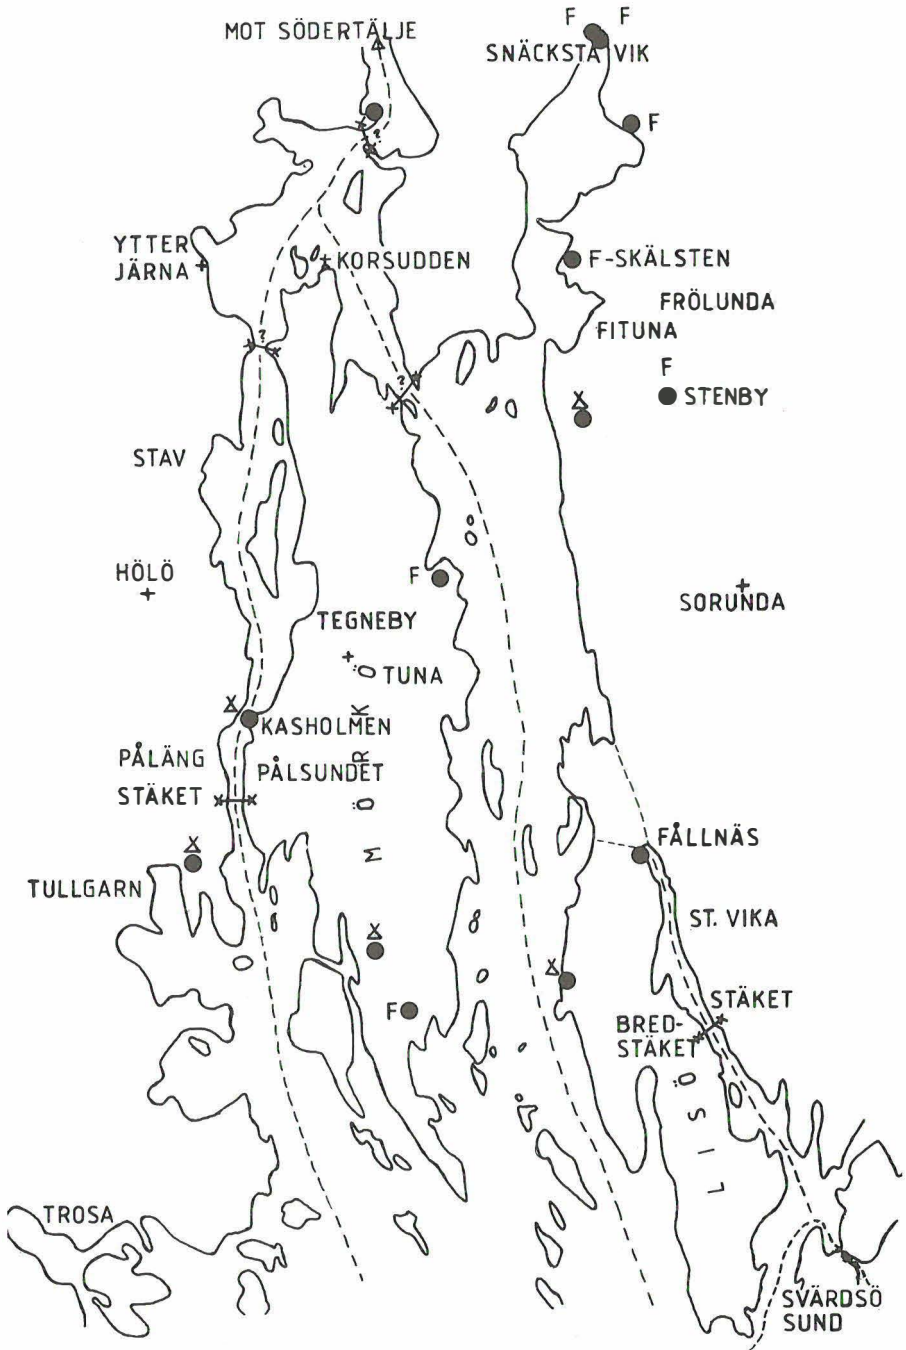 MOT SÖDERTÄLJE
F F
SNÄCKSTA VIK
F
?
YTTER
JÄRNA
KORSUDDEN
F-SKÄLSTEN
FRÖLUNDA
FITUNA
?
?
F
STENBY
X
STAV
HÖLÖ
F
SORUNDA
TEGNEBY
TUNA
X
KASHOLMEN
PÅLÄNG
PÅLSUNDET
STÄKET
MÖRKÖ
X
FÅLLNÄS
TULLGARN
ST. VIKA
X
X
F
STÄKET
BRED-
STÄKET
LISÖ
TROSA
SVÄRDSÖ
SUND